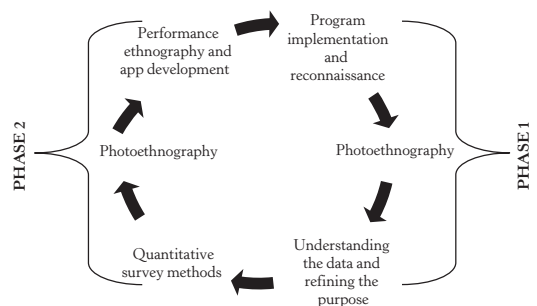 Performance
ethnography and
app development
Program
implementation
and
reconnaissance
PHASE 2
Photoethnography
Photoethnography
PHASE 1
Quantitative
survey methods
Understanding
the data and
refining the
purpose